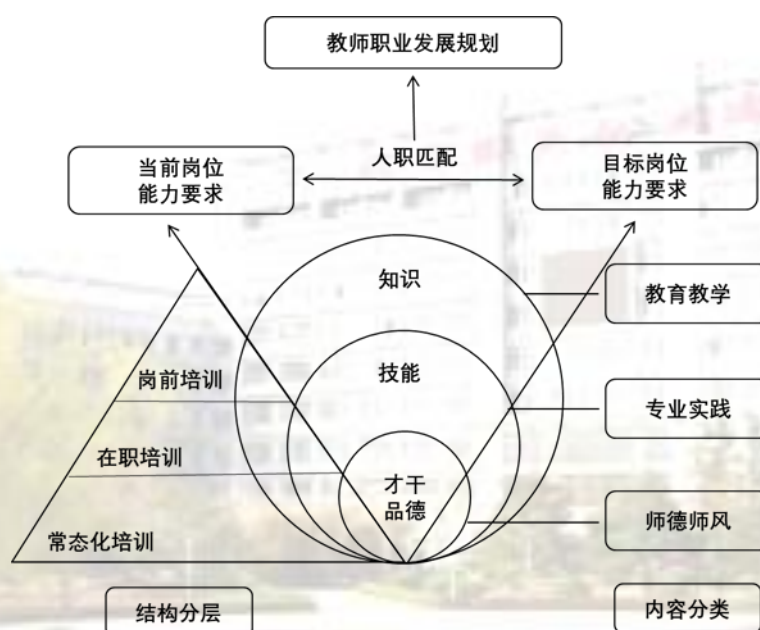 教师职业发展规划
人职匹配
当前岗位
能力要求
目标岗位
能力要求
知识
教育教学
技能
岗前培训
专业实践
在职培训
才干
品德
师德师风
常态化培训
结构分层
内容分类